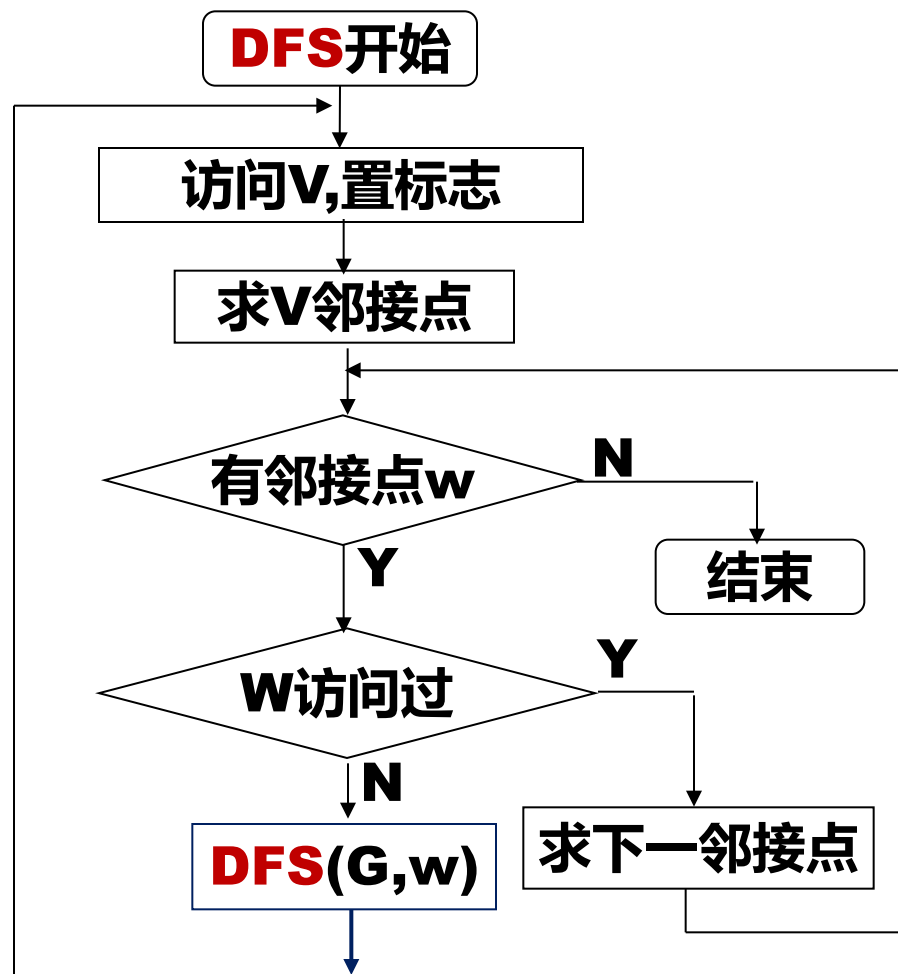 DFS开始
访问V,置标志
求V邻接点
有邻接点w
N
Y
结束
W访问过
Y
N
DFS(G,w)
求下一邻接点